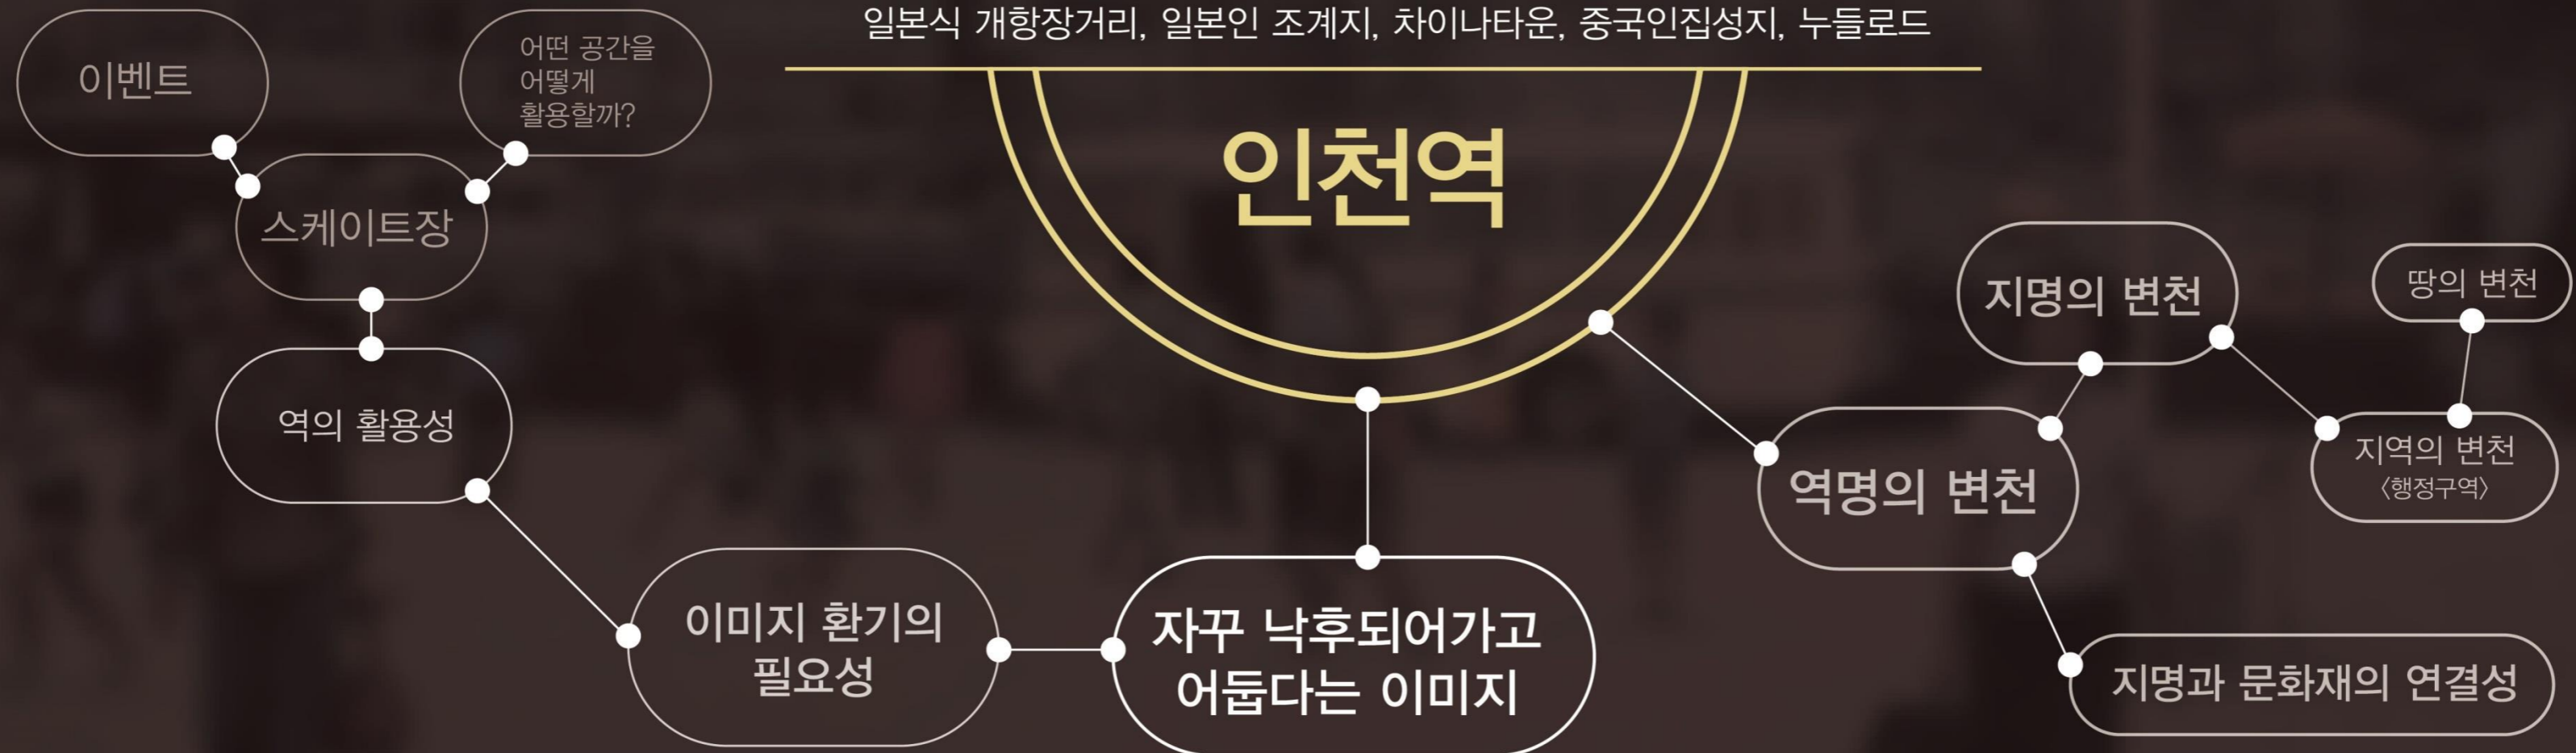 일본식 개항장거리, 일본인 조계지, 차이나타운, 중국인집성지, 누들로드
인천역
이벤트
어떤 공간을
어떻게
활용할까?
스케이트장
역의 활용성
이미지 환기의
필요성
자꾸 낙후되어가고
어둡다는 이미지
역명의 변천
지명의 변천
지역의 변천
〈행정구역〉
땅의 변천
지명과 문화재의 연결성